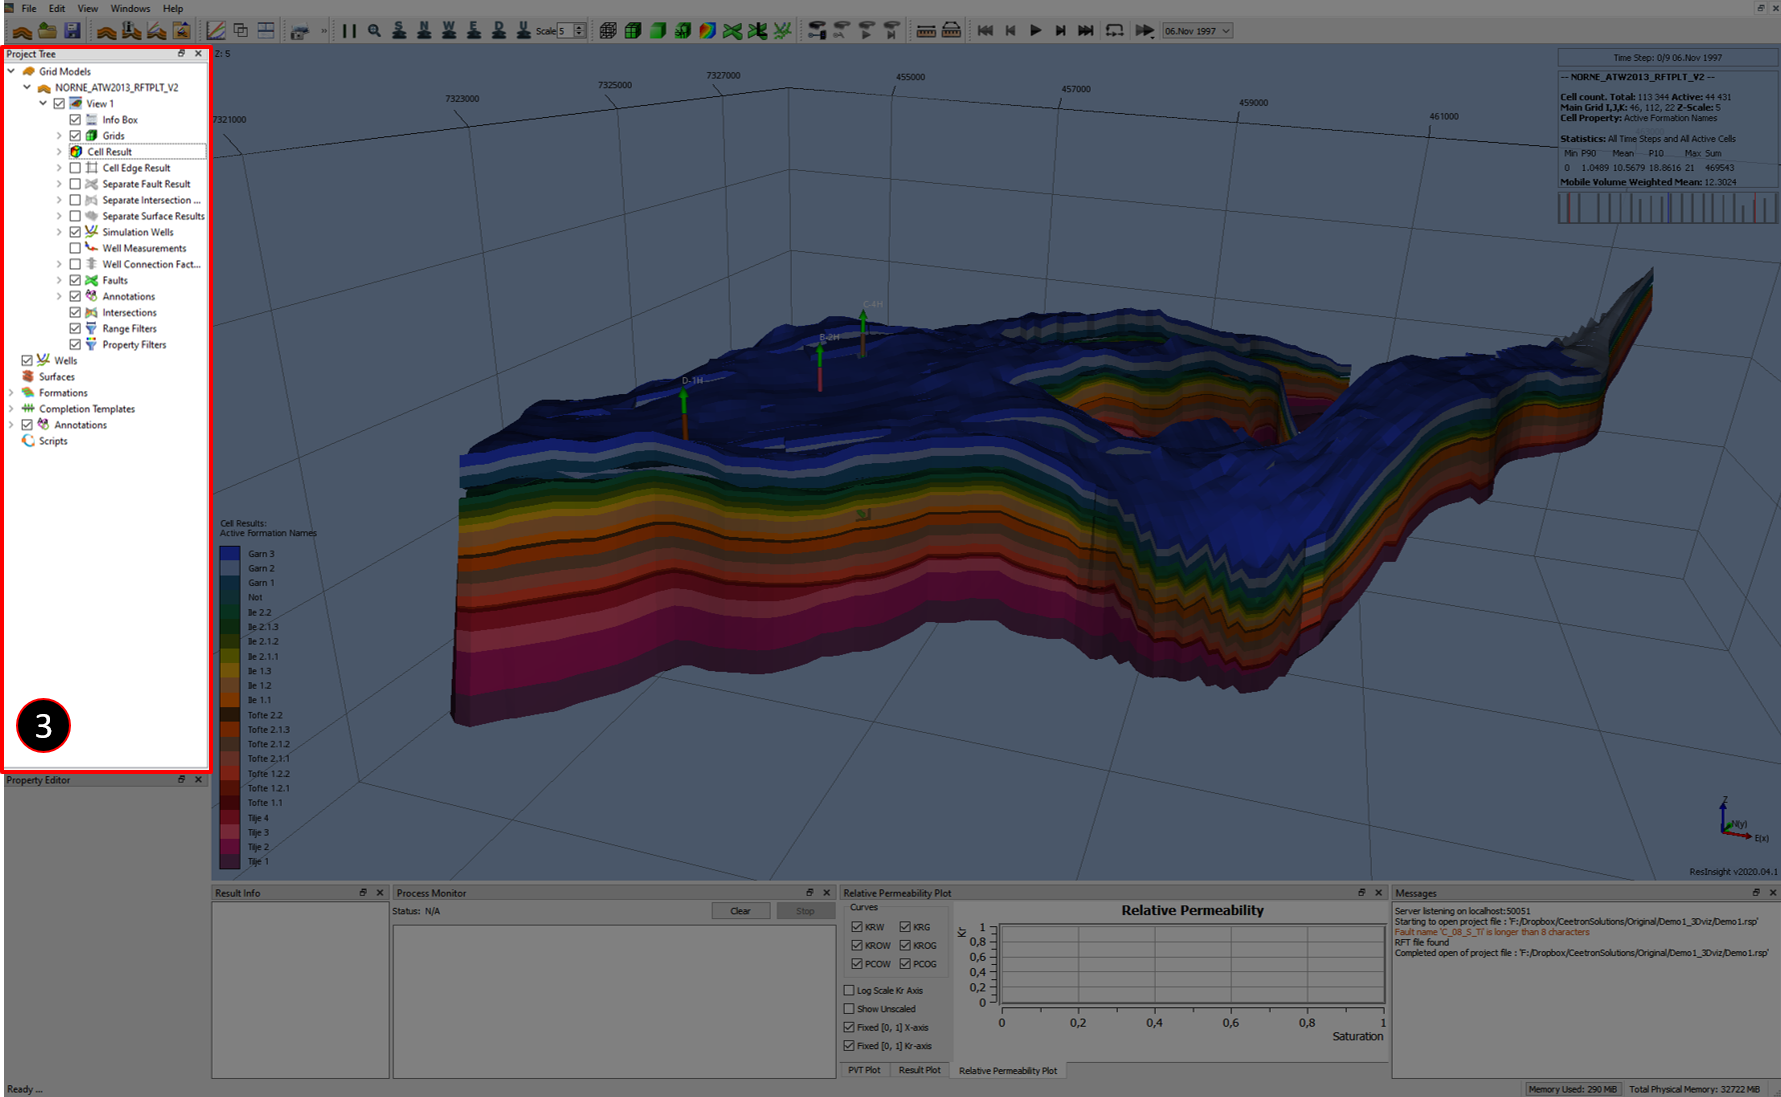 File Edit View Windows Help
S N W E D U Scale 5 06.Nov 1997
Project Tree
Grid Models
NORNE_ATW2013_RFTPLT_V2
View 1
Info Box
Grids
Cell Result
Cell Edge Result
Separate Fault Result
Separate Intersection ...
Separate Surface Results
Simulation Wells
Well Measurements
Well Connection Fact...
Faults
Annotations
Intersections
Range Filters
Property Filters
Wells
Surfaces
Formations
Completion Templates
Annotations
Scripts
3
Property Editor
Z: 5
7321000
7323000
7325000
7327000
455000
457000
459000
461000
Time Step: 0/9 06.Nov 1997
-- NORNE_ATW2013_RFTPLT_V2 --
Cell count. Total: 113 344 Active: 44 431
Main Grid I,J,K: 46, 112, 22 Z-Scale: 5
Cell Property: Active Formation Names
Statistics: All Time Steps and All Active Cells
Min P90 Mean P10 Max Sum
0 1.0489 10.5679 18.8616 21 469543
Mobile Volume Weighted Mean: 12.3024
C-4H
B-2H
D-1H
Cell Results:
Active Formation Names
Garn 3
Garn 2
Garn 1
Not
Ile 2.2
Ile 2.1.3
Ile 2.1.2
Ile 2.1.1
Ile 1.3
Ile 1.2
Ile 1.1
Tofte 2.2
Tofte 2.1.3
Tofte 2.1.2
Tofte 2.1.1
Tofte 1.2.2
Tofte 1.2.1
Tofte 1.1
Tilje 4
Tilje 3
Tilje 2
Tilje 1
Z
N(y)
E(x)
ResInsight v2020.04.1
Result Info
Process Monitor
Status: N/A
Clear
Stop
Relative Permeability Plot
Curves
KRW KRG
KROW KROG
PCOW PCOG
Log Scale Kr Axis
Show Unscaled
Fixed [0, 1] X-axis
Fixed [0, 1] Kr-axis
Relative Permeability
Kr
1
0,8
0,6
0,4
0,2
0
0 0,2 0,4 0,6 0,8 1
Saturation
PVT Plot Result Plot Relative Permeability Plot
Messages
Server listening on localhost:50051
Starting to open project file : 'F:/Dropbox/CeetronSolutions/Original/Demo1_3Dviz/Demo1.rsp'
Fault name 'C_08_S_Ti' is longer than 8 characters
RFT file found
Completed open of project file : 'F:/Dropbox/CeetronSolutions/Original/Demo1_3Dviz/Demo1.rsp'
Ready ...
Memory Used: 290 MiB Total Physical Memory: 32722 MiB